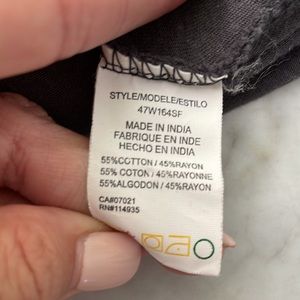 STYLE/MODELE/ESTILO
47W164SF
MADE IN INDIA
FABRIQUE EN INDE
HECHO EN INDIA
55%COTTON / 45%RAYON
55% COTON / 45%RAYONNE
55%ALGODON / 45%RAYON
CA#07021
RN#114935